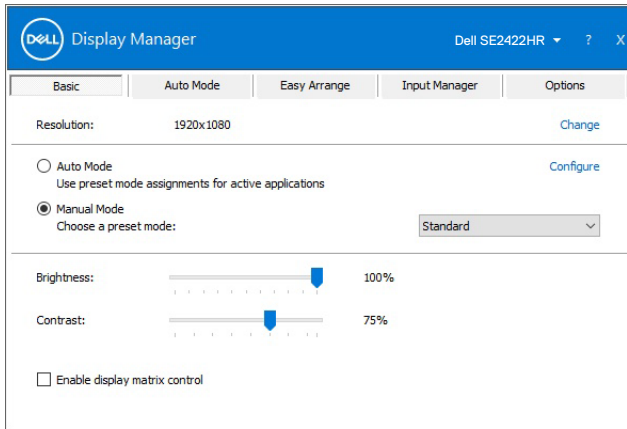 DELL Display Manager Dell SE2422HR ? X
Basic Auto Mode Easy Arrange Input Manager Options
Resolution: 1920x1080 Change
Auto Mode Configure
Use preset mode assignments for active applications
Manual Mode
Choose a preset mode: Standard
Brightness: 100%
Contrast: 75%
Enable display matrix control